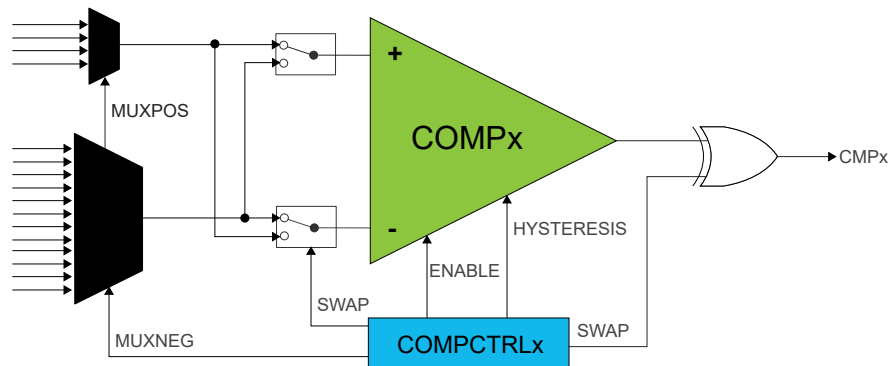 +
MUXPOS
COMPx
CMPx
-
HYSTERESIS
ENABLE
SWAP
SWAP
MUXNEG
COMPCTRLx